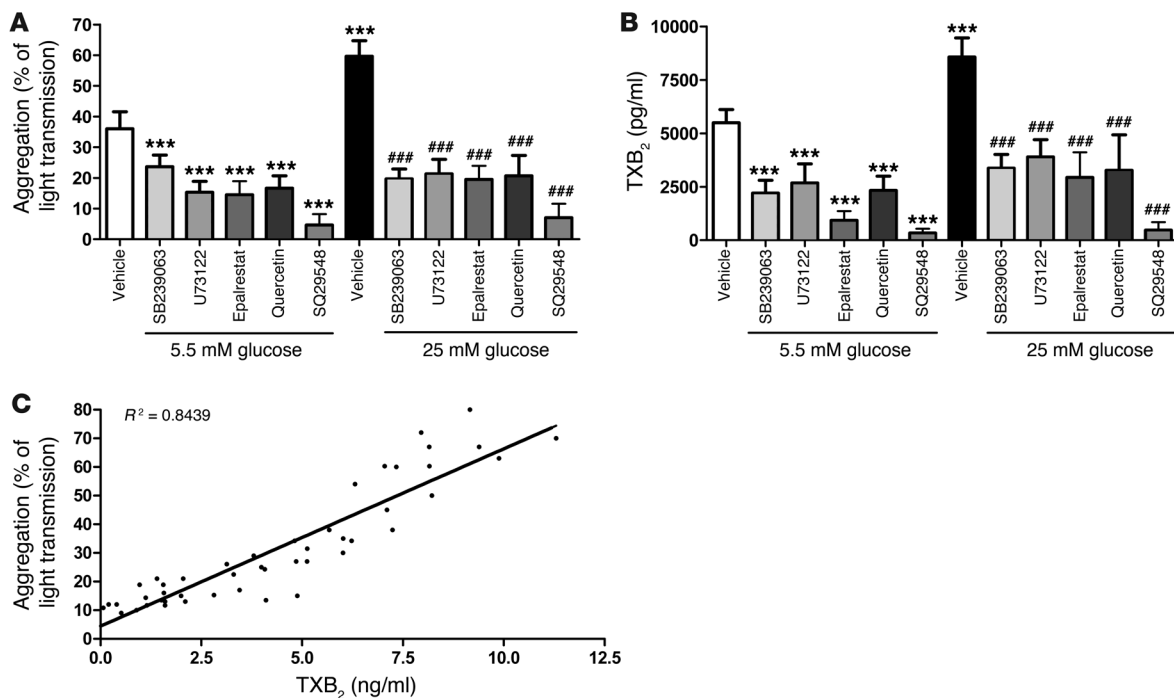 A
Aggregation (% of
light transmission)
70
60
50
40
30
20
10
0
***
***
***
***
***
***
###
###
###
###
###
Vehicle
SB239063
U73122
Epalrestat
Quercetin
SQ29548
Vehicle
SB239063
U73122
Epalrestat
Quercetin
SQ29548
5.5 mM glucose
25 mM glucose
B
TXB2 (pg/ml)
10000
7500
5000
2500
0
***
***
***
***
***
***
###
###
###
###
###
Vehicle
SB239063
U73122
Epalrestat
Quercetin
SQ29548
Vehicle
SB239063
U73122
Epalrestat
Quercetin
SQ29548
5.5 mM glucose
25 mM glucose
C
R² = 0.8439
Aggregation (% of
light transmission)
80
70
60
50
40
30
20
10
0
0.0
2.5
5.0
7.5
10.0
12.5
TXB2 (ng/ml)